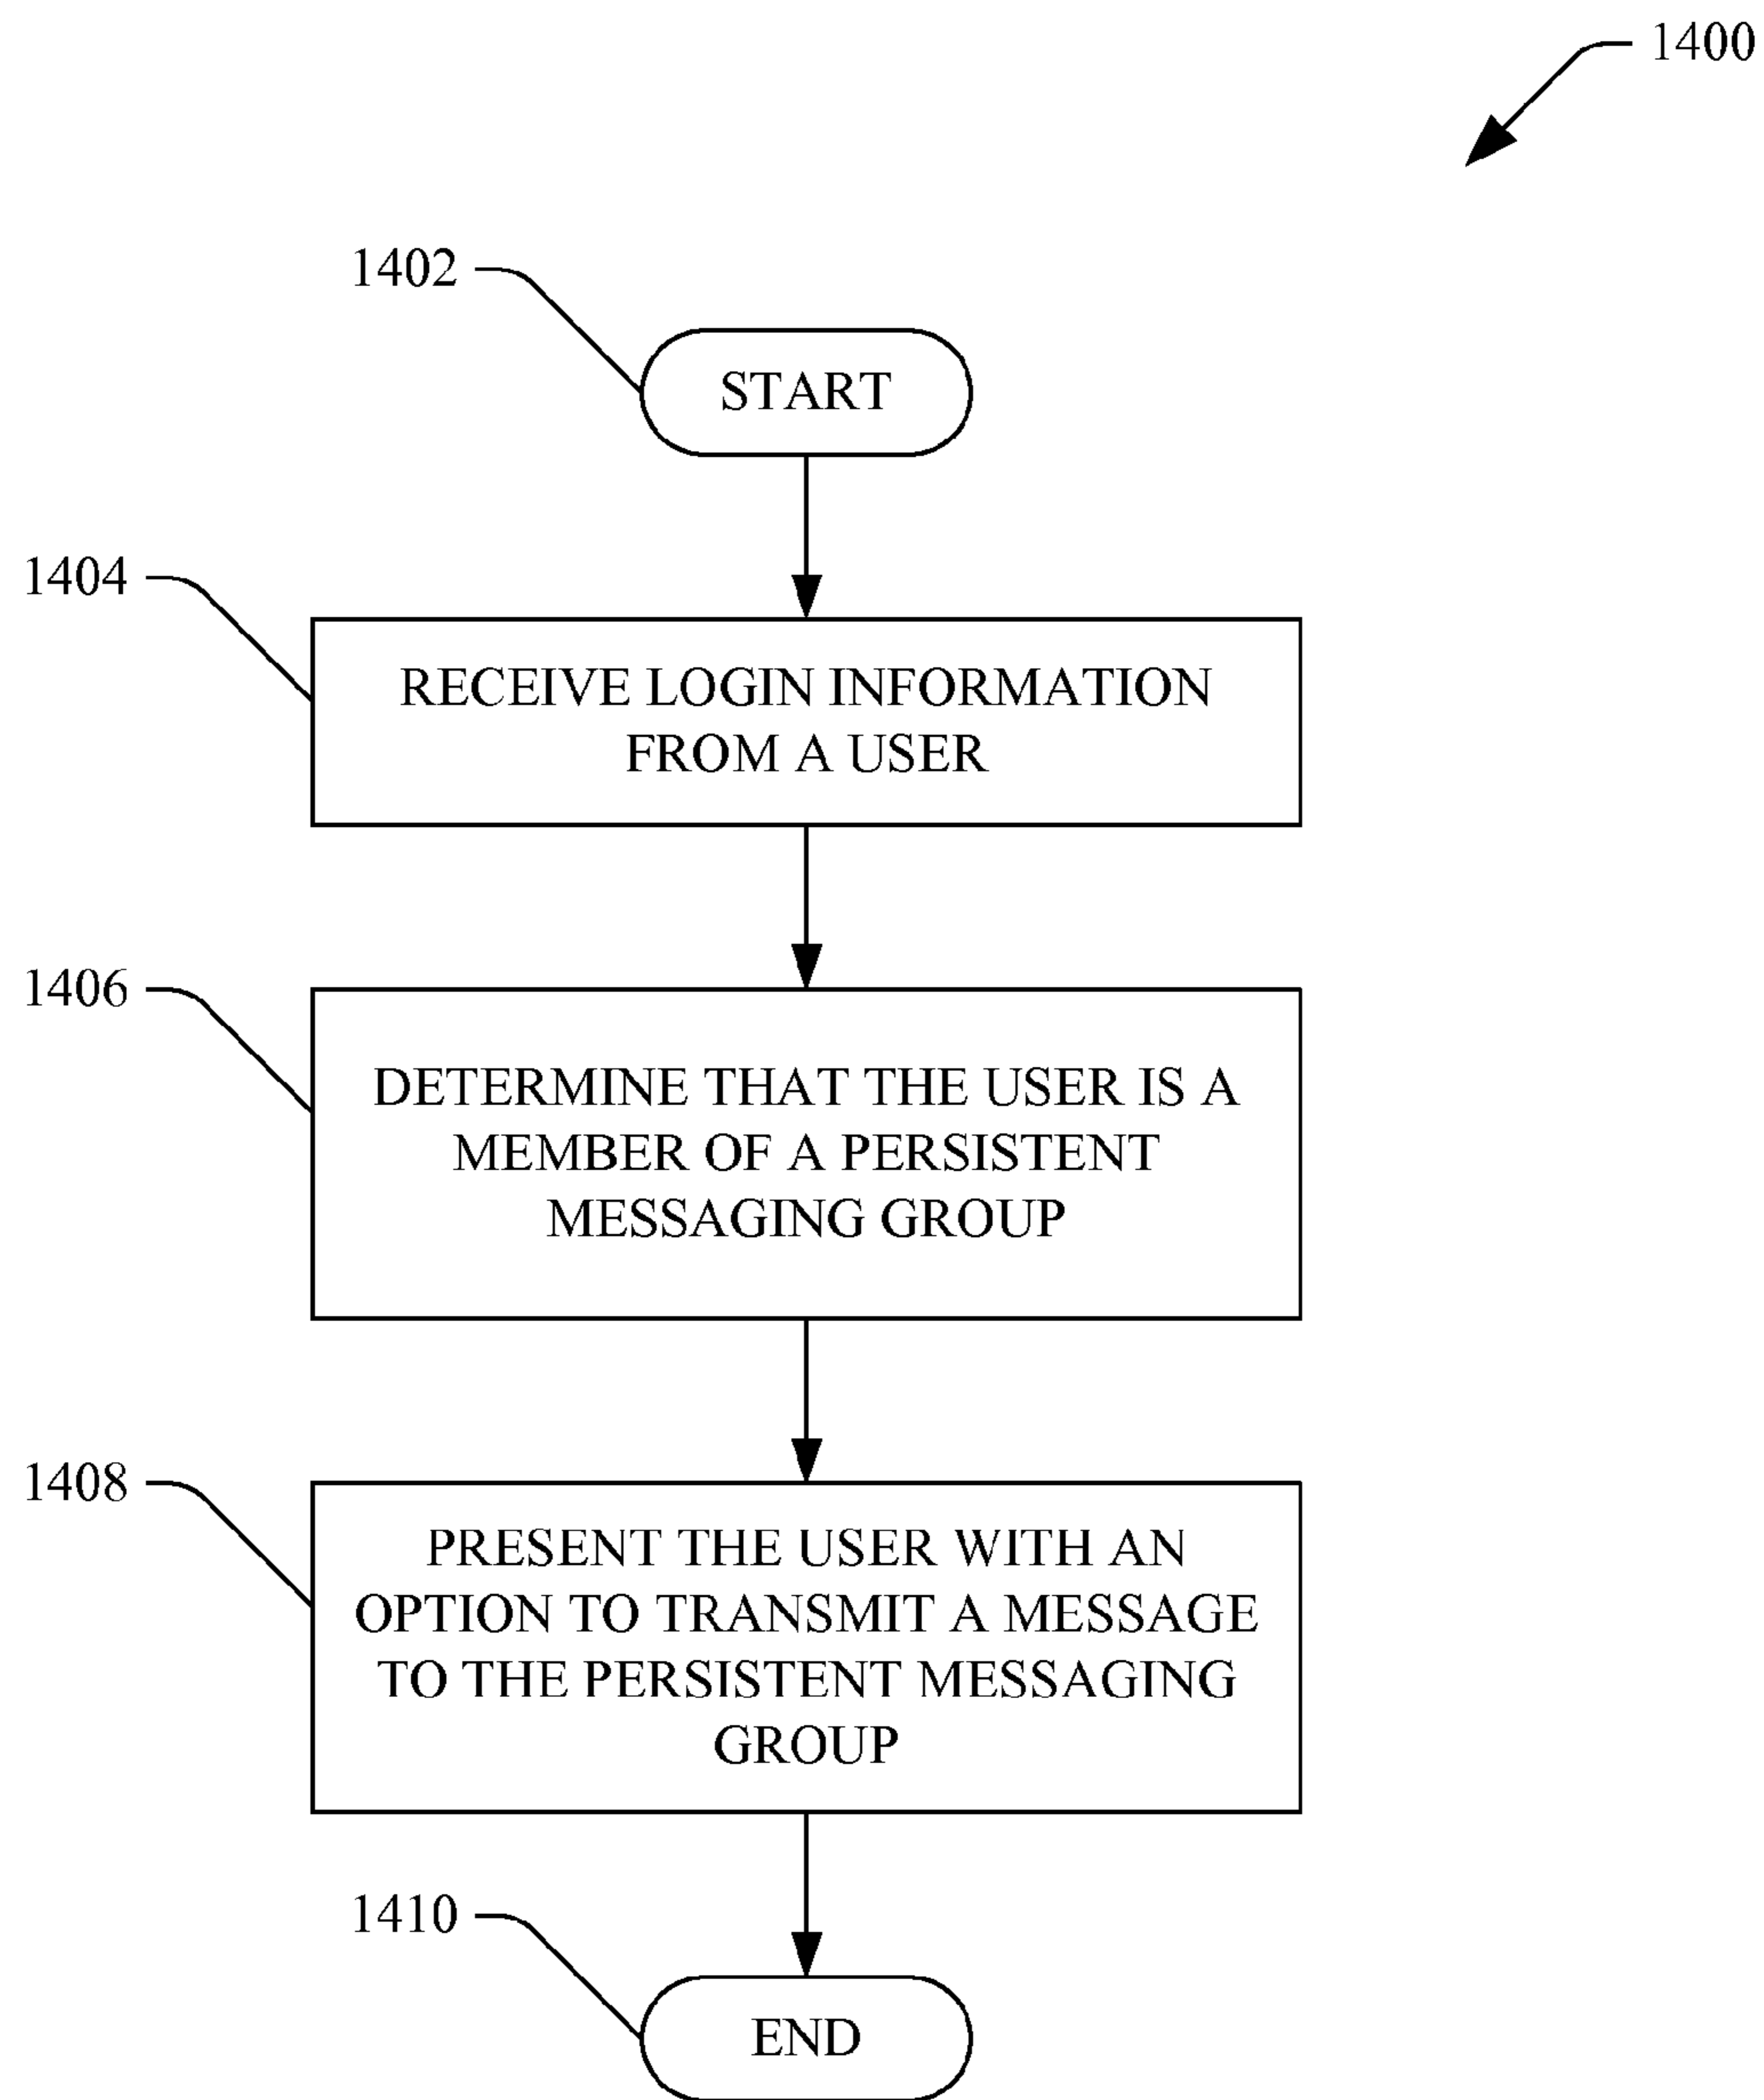 1400
1402
START
1404
RECEIVE LOGIN INFORMATION
FROM A USER
1406
DETERMINE THAT THE USER IS A
MEMBER OF A PERSISTENT
MESSAGING GROUP
1408
PRESENT THE USER WITH AN
OPTION TO TRANSMIT A MESSAGE
TO THE PERSISTENT MESSAGING
GROUP
1410
END